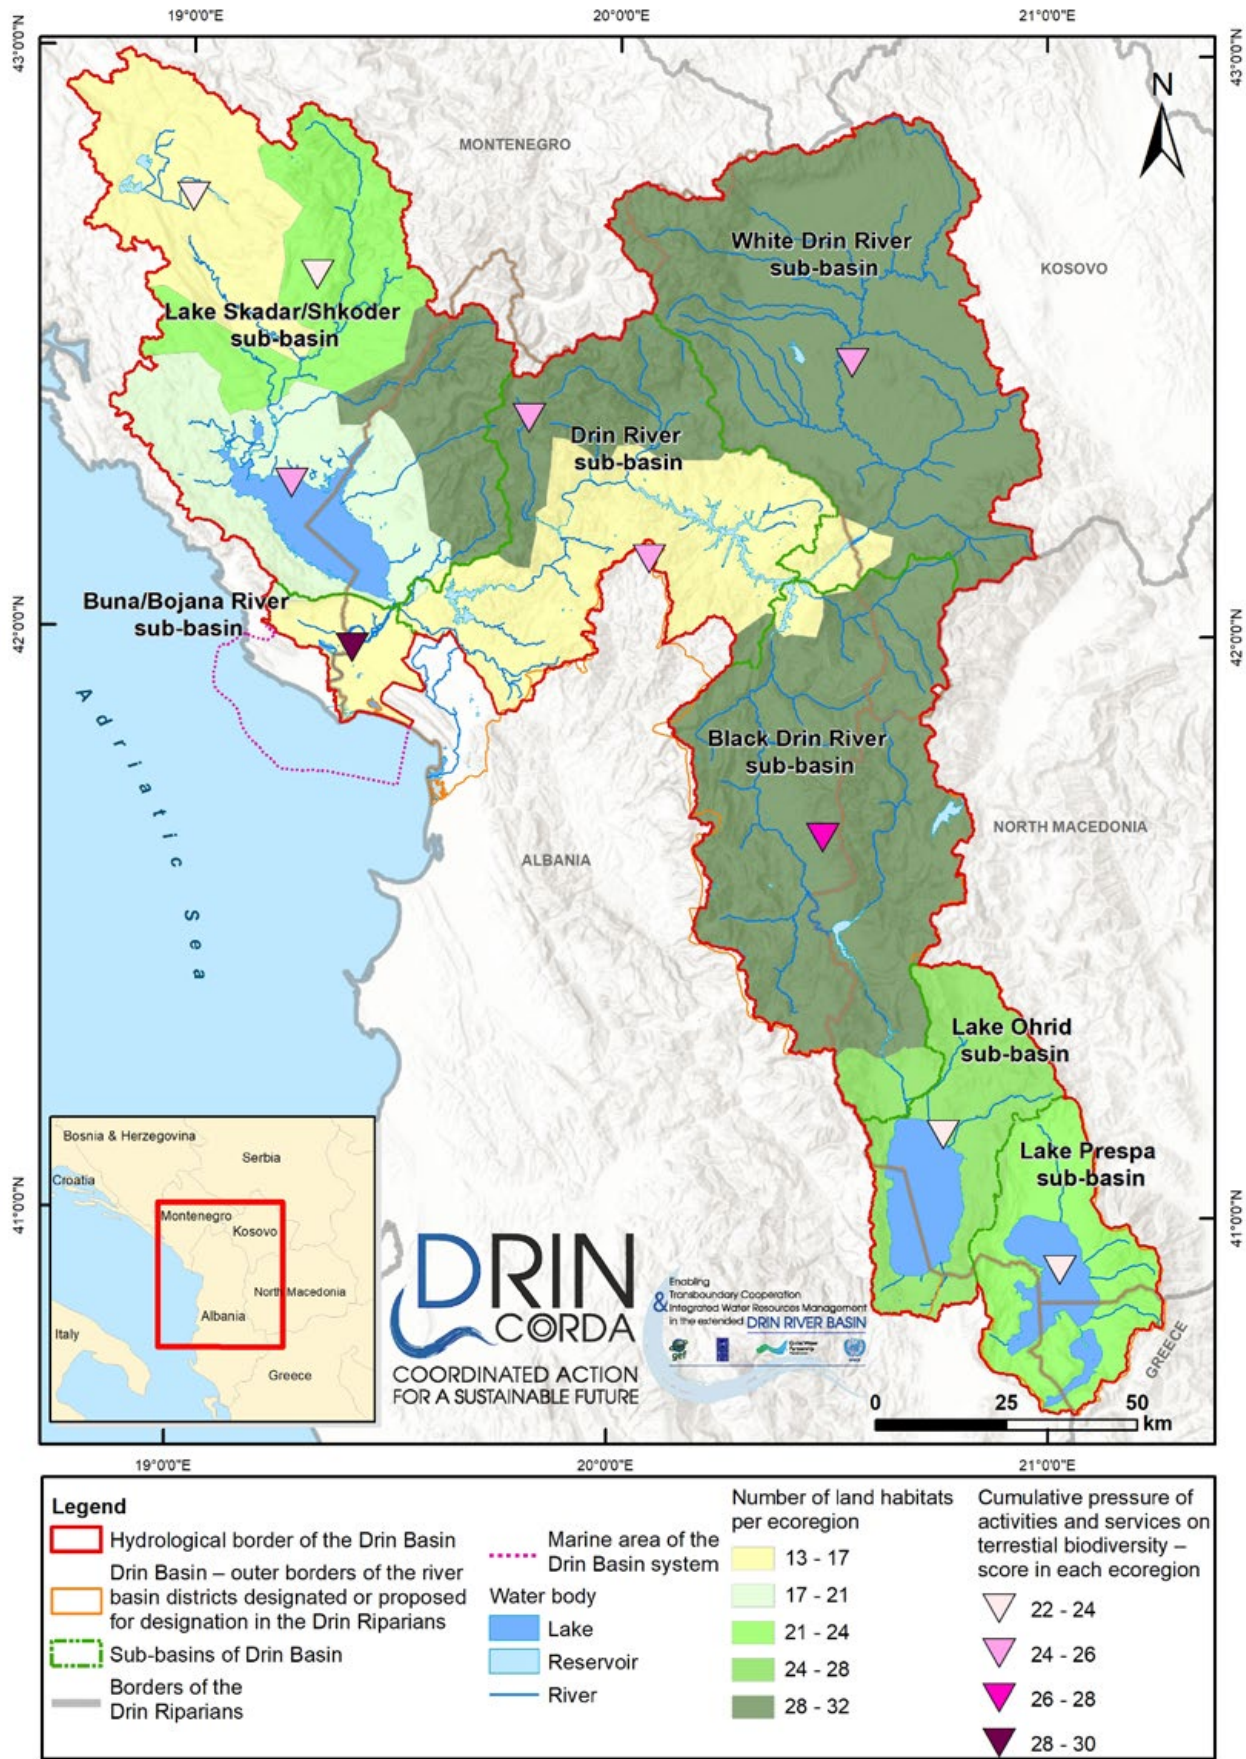 19°0'0"E
20°0'0"E
21°0'0"E
43°0'0"N
43°0'0"N
N
MONTENEGRO
White Drin River
sub-basin
KOSOVO
Lake Skadar/Shkoder
sub-basin
Drin River
sub-basin
Buna/Bojana River
sub-basin
42°0'0"N
42°0'0"N
Adriatic Sea
Black Drin River
sub-basin
NORTH MACEDONIA
ALBANIA
Lake Ohrid
sub-basin
Lake Prespa
sub-basin
41°0'0"N
41°0'0"N
GREECE
Bosnia & Herzegovina
Serbia
Croatia
Montenegro
Kosovo
North Macedonia
Albania
Italy
Greece
DRIN
CORDA
COORDINATED ACTION
FOR A SUSTAINABLE FUTURE
Enabling
Transboundary Cooperation
& Integrated Water Resources Management
in the extended DRIN RIVER BASIN
gef
0 25 50
km
19°0'0"E
20°0'0"E
21°0'0"E
Legend
Hydrological border of the Drin Basin
Drin Basin – outer borders of the river
basin districts designated or proposed
for designation in the Drin Riparians
Sub-basins of Drin Basin
Borders of the
Drin Riparians
Marine area of the
Drin Basin system
Water body
Lake
Reservoir
River
Number of land habitats
per ecoregion
13 - 17
17 - 21
21 - 24
24 - 28
28 - 32
Cumulative pressure of
activities and services on
terrestial biodiversity –
score in each ecoregion
22 - 24
24 - 26
26 - 28
28 - 30